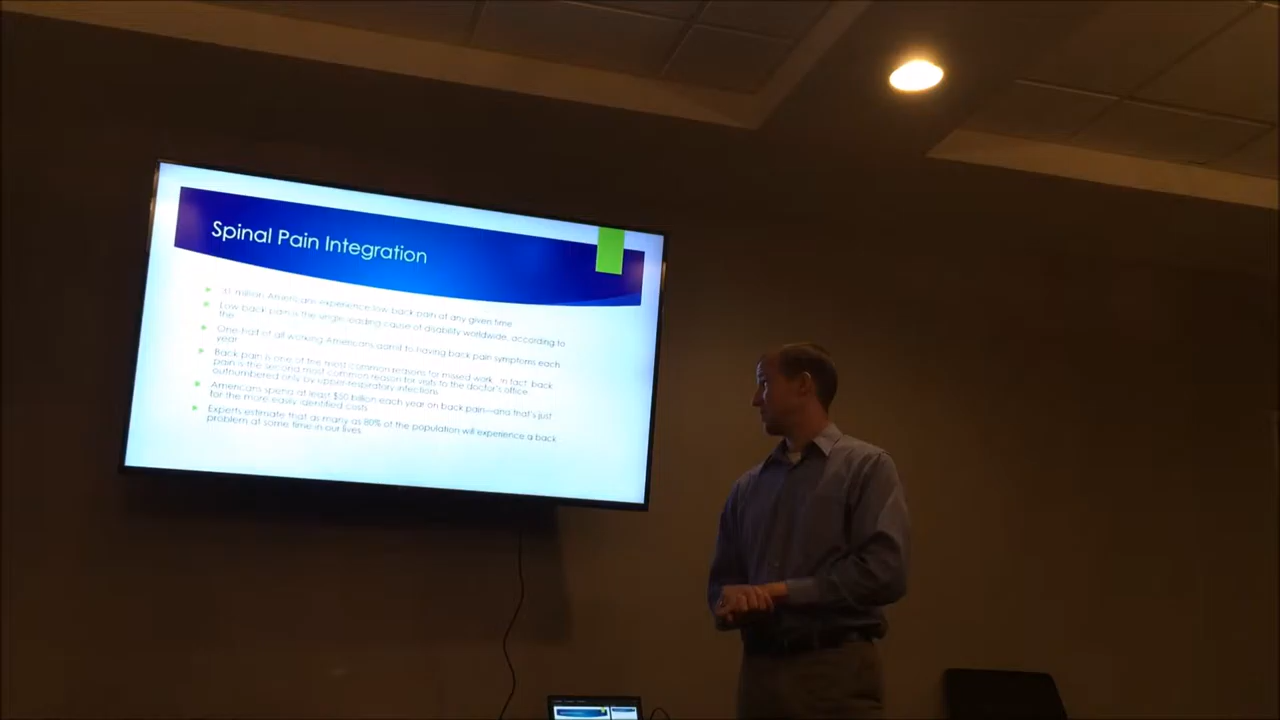 Spinal Pain Integration
31 million Americans experience low back pain at any given time
Low back pain is the single leading cause of disability worldwide, according to
the
One-half of all working Americans admit to having back pain symptoms each
year
Back pain is one of the most common reasons for missed work. In fact, back
pain is the second most common reason for visits to the doctor's office
outnumbered only by upper-respiratory infections
Americans spend at least $50 billion each year on back pain—and that's just
for the more easily identified costs
Experts estimate that as many as 80% of the population will experience a back
problem at some time in our lives.